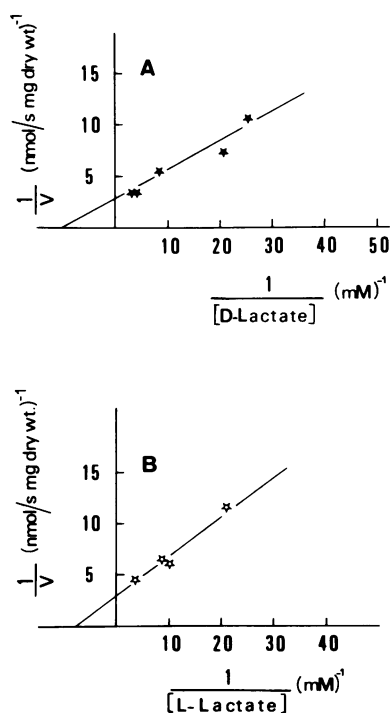 A
15
10
5
1/V (nmol/s mg dry wt)⁻¹
10 20 30 40 50
1/[D-Lactate] (mM)⁻¹
B
15
10
5
1/V (nmol/s mg dry wt.)⁻¹
10 20 30 40
1/[L-Lactate] (mM)⁻¹